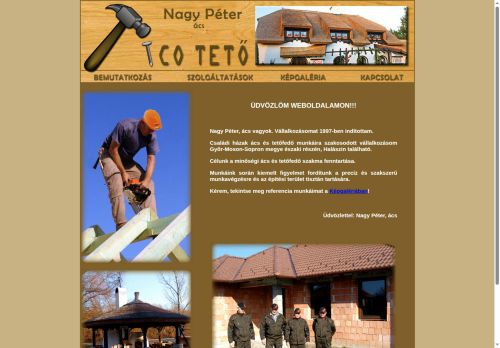 Nagy Péter
ács
ICO TETŐ
BEMUTATKOZÁS
SZOLGÁLTATÁSOK
KÉPGALÉRIA
KAPCSOLAT
ÜDVÖZLÖM WEBOLDALAMON!!!
Nagy Péter, ács vagyok. Vállalkozásomat 1997-ben indítottam.
Családi házak ács és tetőfedő munkáira szakosodott vállalkozásom
Győr-Moson-Sopron megye északi részén, Halászin található.
Célunk a minőségi ács és tetőfedő szakma fenntartása.
Munkáink során kiemelt figyelmet fordítunk a precíz és szakszerű
munkavégzésre és az építési terület tisztán tartására.
Kérem, tekintse meg referencia munkáimat a Képgalériában!
Üdvözlettel: Nagy Péter, ács